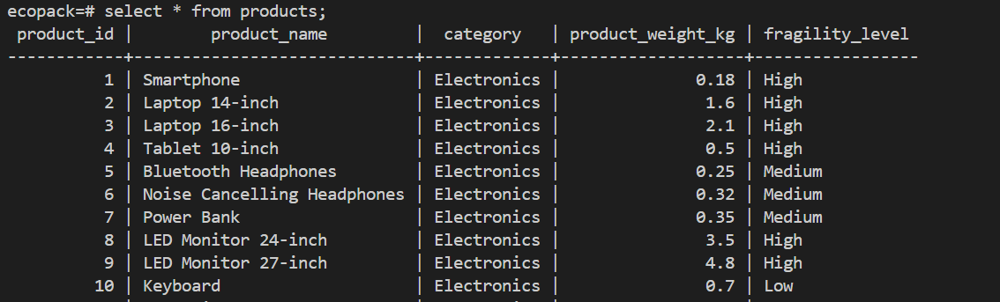 ecopack=# select * from products;
 product_id |        product_name         |  category   | product_weight_kg | fragility_level
------------+-----------------------------+-------------+-------------------+-----------------
          1 | Smartphone                  | Electronics |              0.18 | High
          2 | Laptop 14-inch              | Electronics |               1.6 | High
          3 | Laptop 16-inch              | Electronics |               2.1 | High
          4 | Tablet 10-inch              | Electronics |               0.5 | High
          5 | Bluetooth Headphones        | Electronics |              0.25 | Medium
          6 | Noise Cancelling Headphones | Electronics |              0.32 | Medium
          7 | Power Bank                  | Electronics |              0.35 | Medium
          8 | LED Monitor 24-inch         | Electronics |               3.5 | High
          9 | LED Monitor 27-inch         | Electronics |               4.8 | High
         10 | Keyboard                    | Electronics |               0.7 | Low